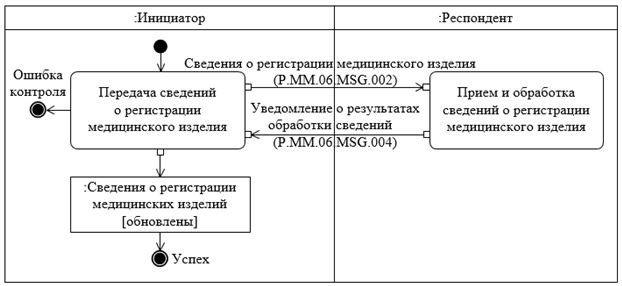 :Инициатор
:Респондент
Сведения о регистрации медицинского изделия
(P.MM.06.MSG.002)
Ошибка
контроля
Передача сведений
о регистрации
медицинского изделия
Уведомление о результатах
обработки сведений
(P.MM.06.MSG.004)
Прием и обработка
сведений о регистрации
медицинского изделия
:Сведения о регистрации
медицинских изделий
[обновлены]
Успех